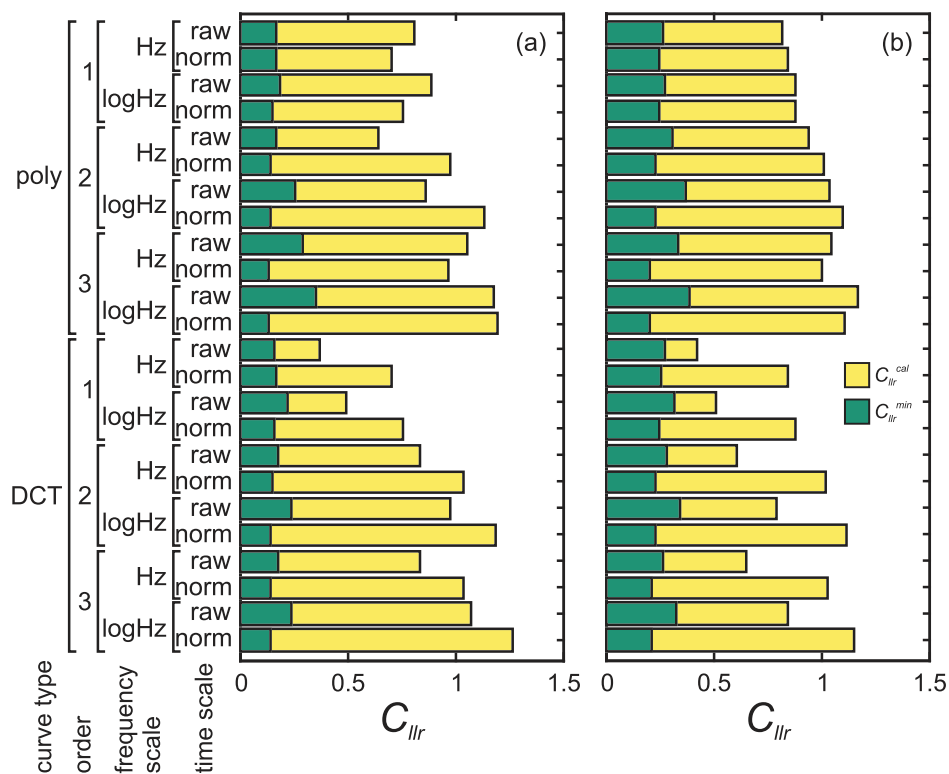 (a)
(b)
poly
1
Hz
raw
norm
logHz
raw
norm
2
Hz
raw
norm
logHz
raw
norm
3
Hz
raw
norm
logHz
raw
norm
DCT
1
Hz
raw
norm
logHz
raw
norm
2
Hz
raw
norm
logHz
raw
norm
3
Hz
raw
norm
logHz
raw
norm
C_llr^cal
C_llr^min
0 0.5 1 1.5
0 0.5 1 1.5
C_llr
C_llr
curve type
order
frequency
scale
time scale